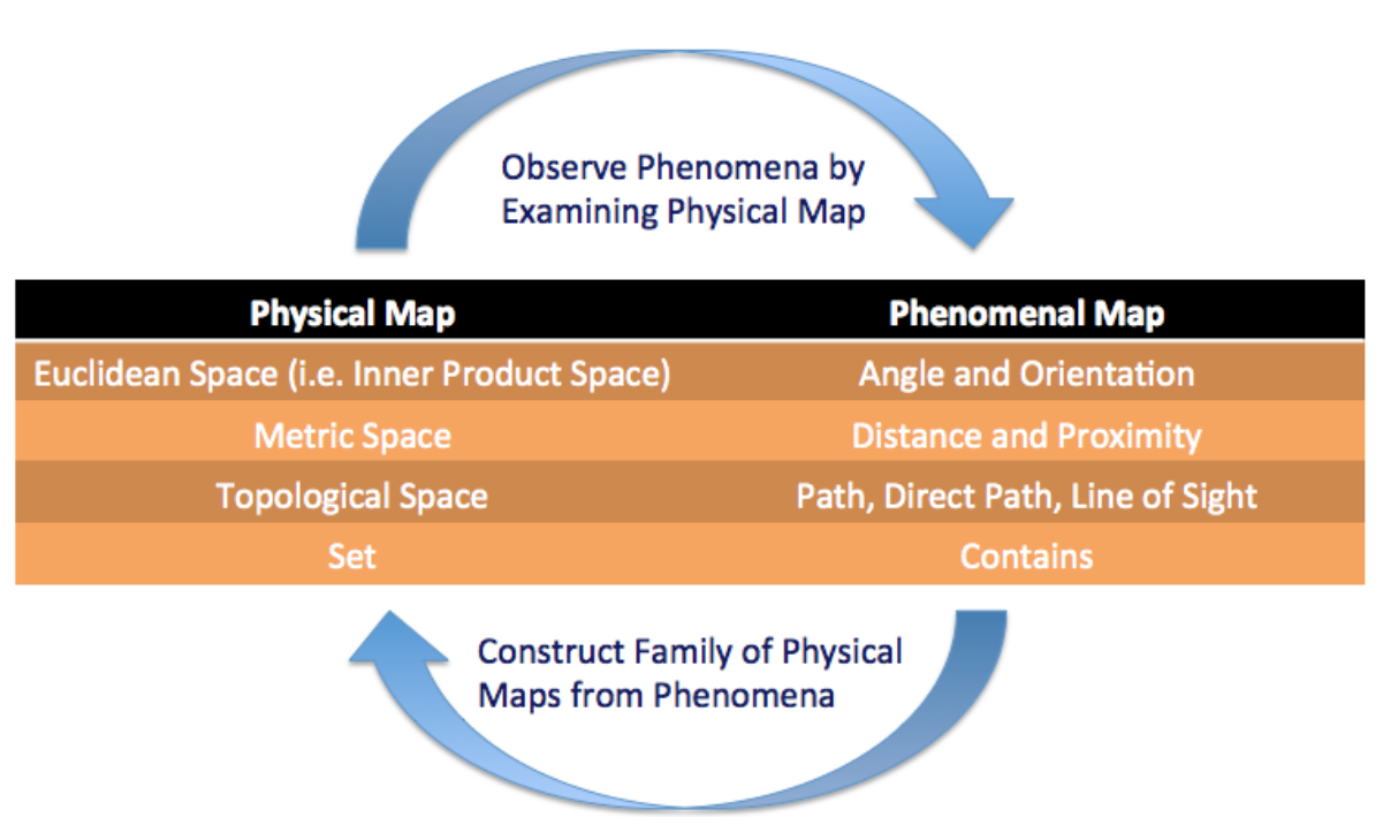 Observe Phenomena by
Examining Physical Map
Physical Map Phenomenal Map
Euclidean Space (i.e. Inner Product Space) Angle and Orientation
Metric Space Distance and Proximity
Topological Space Path, Direct Path, Line of Sight
Set Contains
Construct Family of Physical
Maps from Phenomena